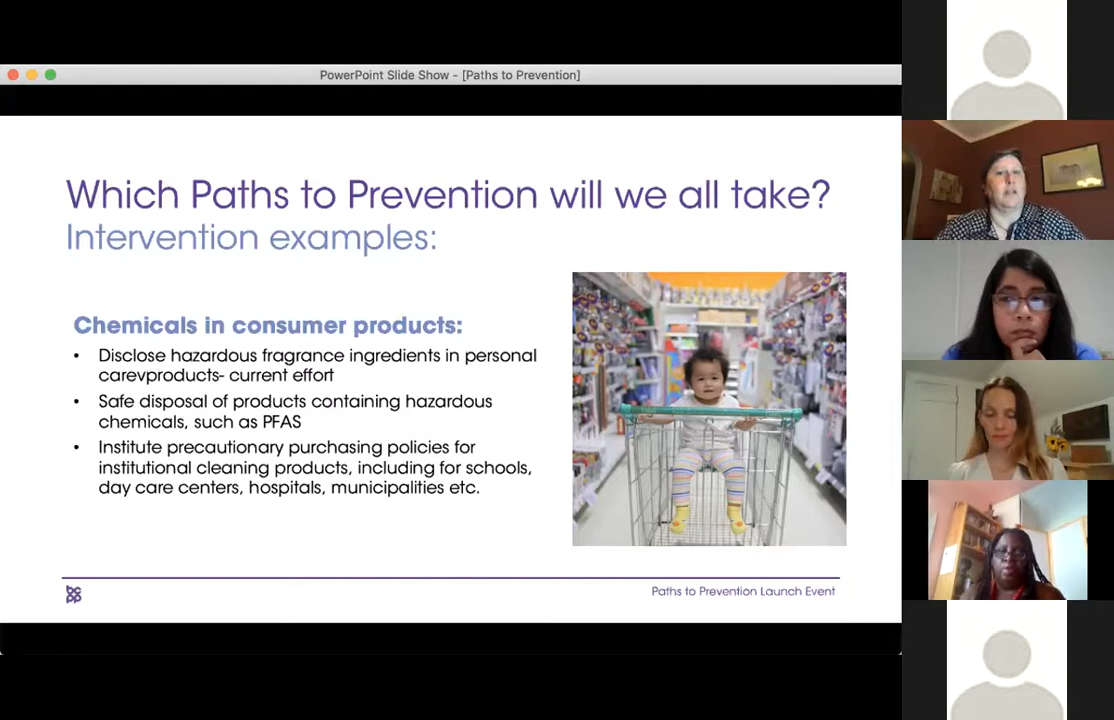 PowerPoint Slide Show - [Paths to Prevention]
Which Paths to Prevention will we all take?
Intervention examples:
Chemicals in consumer products:
• Disclose hazardous fragrance ingredients in personal
carevproducts- current effort
• Safe disposal of products containing hazardous
chemicals, such as PFAS
• Institute precautionary purchasing policies for
institutional cleaning products, including for schools,
day care centers, hospitals, municipalities etc.
bcpp
Paths to Prevention Launch Event